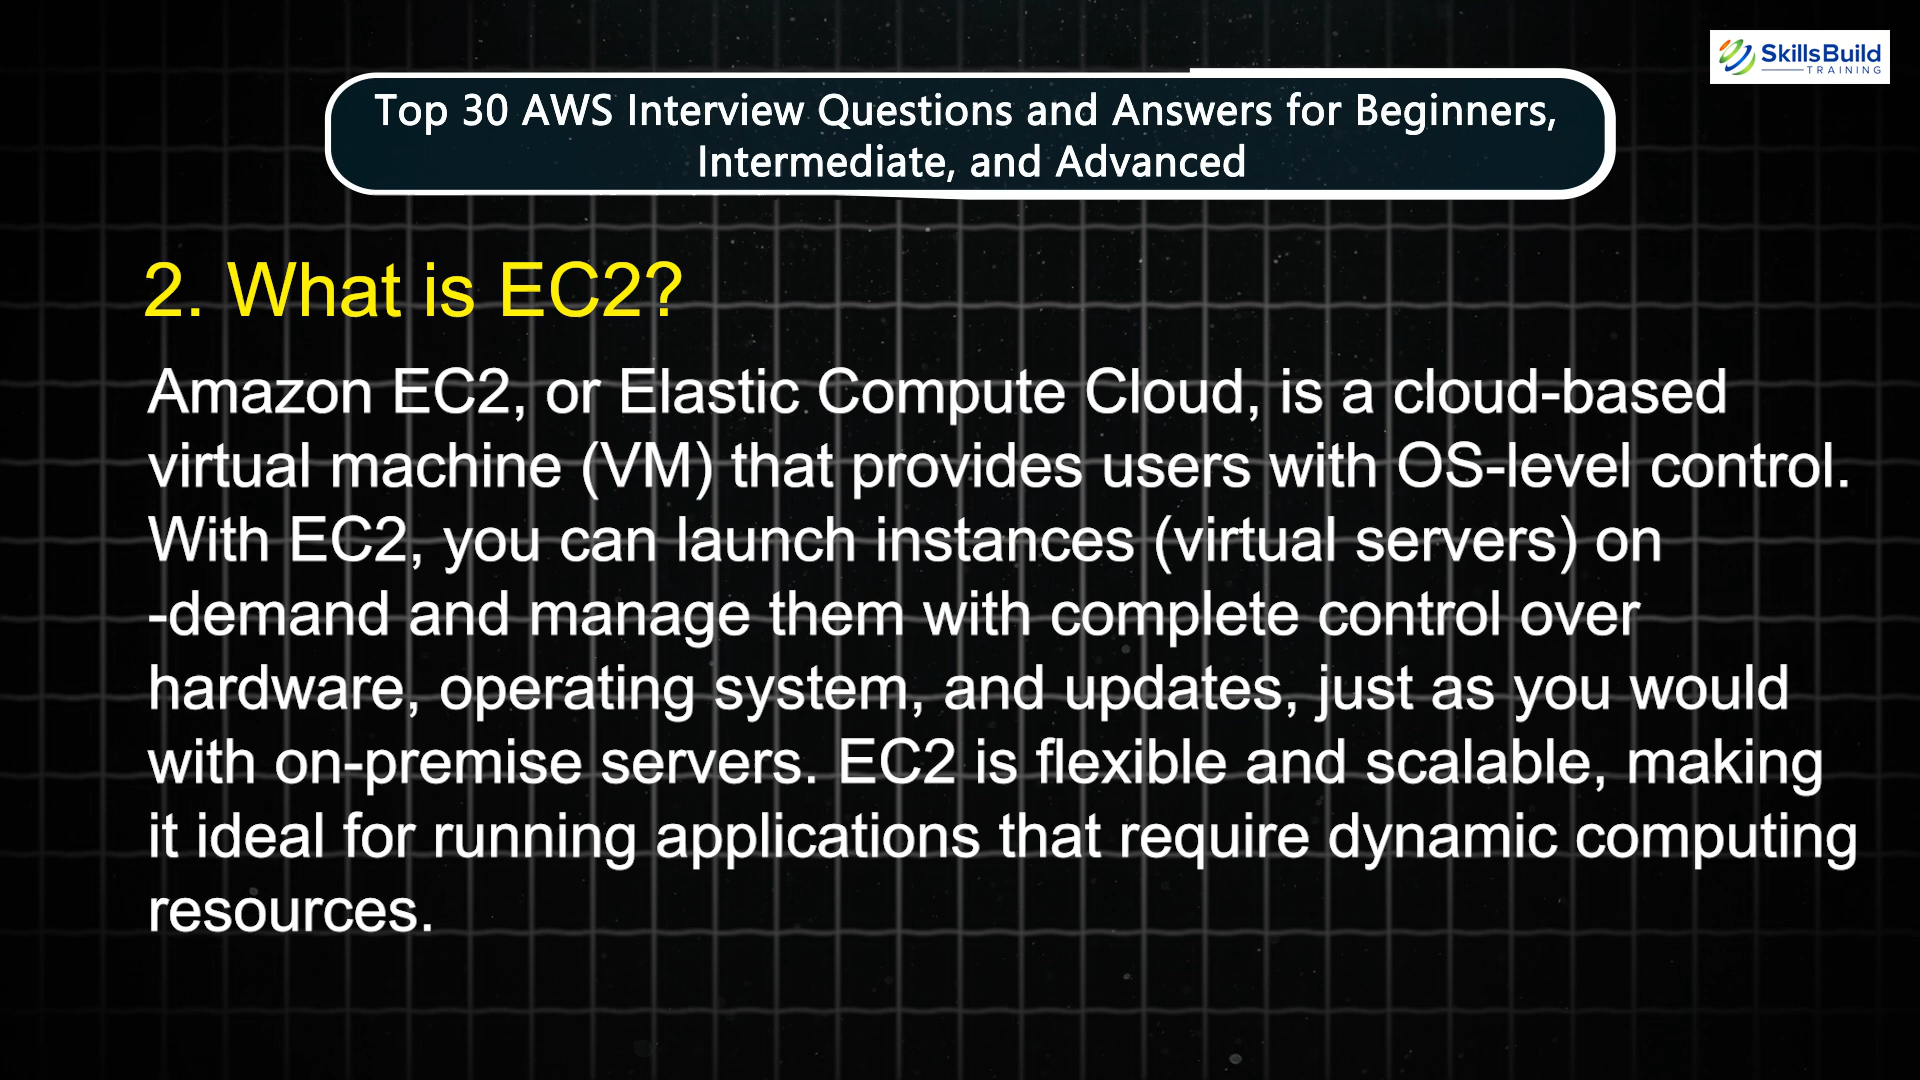 SkillsBuild
TRAINING
Top 30 AWS Interview Questions and Answers for Beginners,
Intermediate, and Advanced
2. What is EC2?
Amazon EC2, or Elastic Compute Cloud, is a cloud-based
virtual machine (VM) that provides users with OS-level control.
With EC2, you can launch instances (virtual servers) on
-demand and manage them with complete control over
hardware, operating system, and updates, just as you would
with on-premise servers. EC2 is flexible and scalable, making
it ideal for running applications that require dynamic computing
resources.